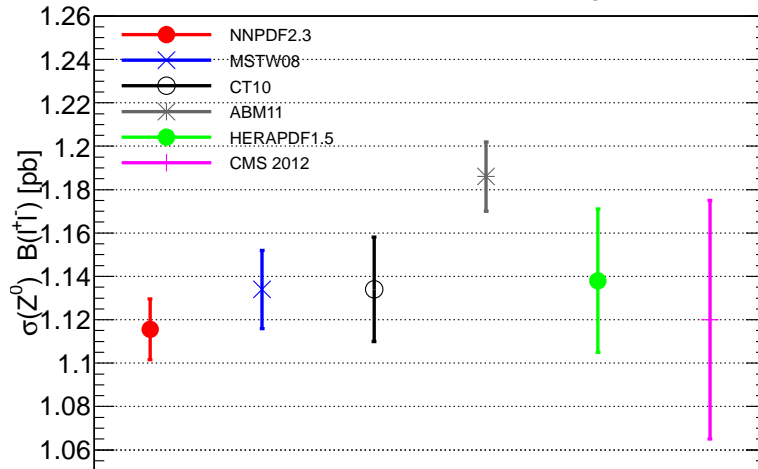 1.26
1.24
1.22
1.2
1.18
1.16
1.14
1.12
1.1
1.08
1.06
σ(Z⁰) B(l⁺l⁻) [pb]
NNPDF2.3
MSTW08
CT10
ABM11
HERAPDF1.5
CMS 2012